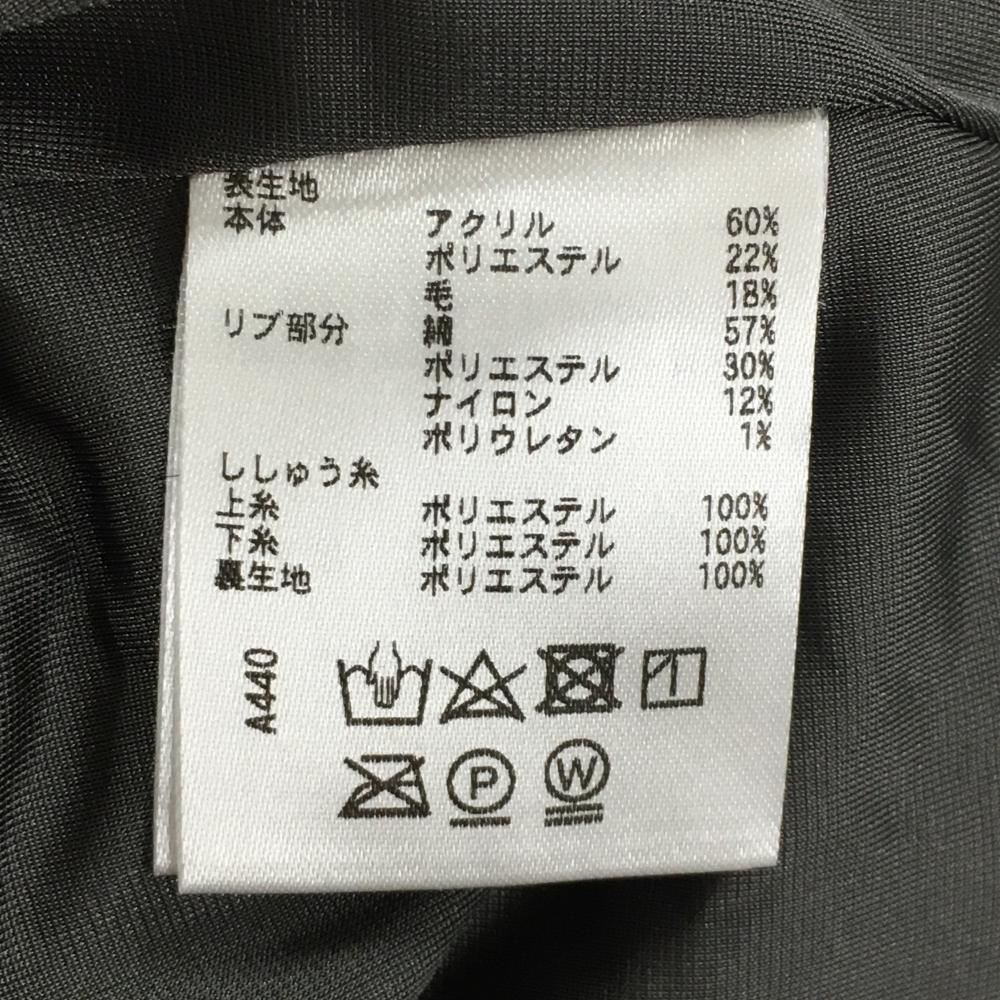 表生地
本体 アクリル 60%
ポリエステル 22%
毛 18%
リブ部分 綿 57%
ポリエステル 30%
ナイロン 12%
ポリウレタン 1%
ししゅう糸
上糸 ポリエステル 100%
下糸 ポリエステル 100%
裏生地 ポリエステル 100%
A440
P W